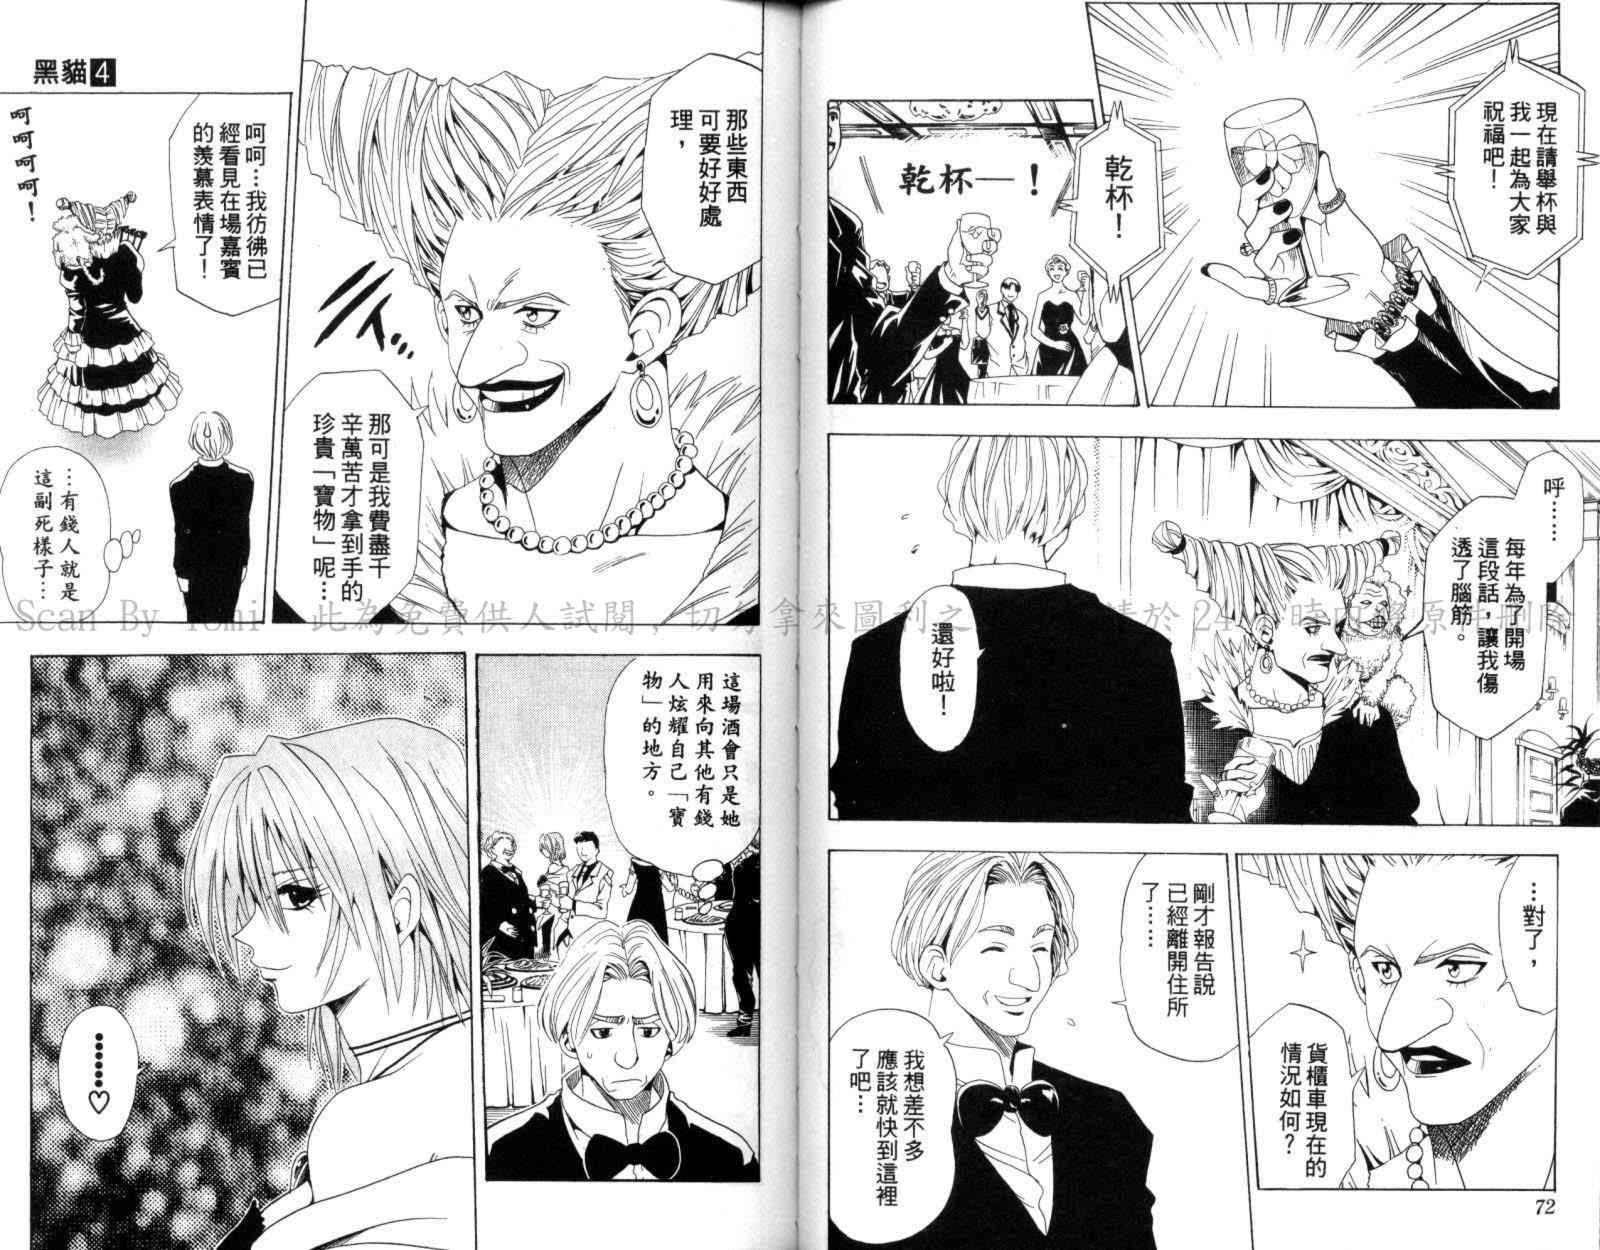 現在請舉杯與
我一起為大家
祝福吧！
乾杯！
乾杯—！
呼……
每年為了開場
這段話，讓我傷
透了腦筋。
還好啦！
…對了，
貨櫃車現在的
情況如何？
剛才報告說
已經離開住所
了……
我想差不多
應該就快到這裡
了吧…
72
黑貓4
那些東西
可要好好處
理，
那可是我費盡千
辛萬苦才拿到手的
珍貴「寶物」呢…
呵呵…我彷彿已
經看見在場嘉賓
的羨慕表情了！
呵呵呵呵！
…有錢人就是
這副死樣子…
這場酒會只是她
用來向其他有錢
人炫耀自己「寶
物」的地方。
……♡
Scan By Tomi 此為免費供人試閱，切勿拿來圖利之 請於 24 時內 原 刪除